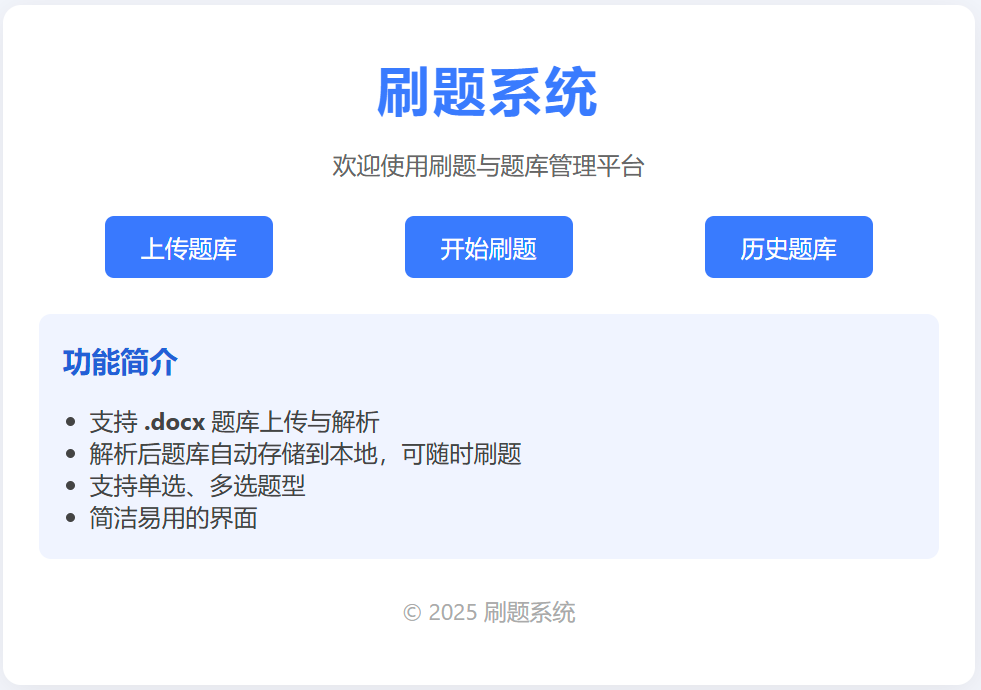 刷题系统
欢迎使用刷题与题库管理平台
上传题库 开始刷题 历史题库
功能简介
支持 .docx 题库上传与解析
解析后题库自动存储到本地，可随时刷题
支持单选、多选题型
简洁易用的界面
© 2025 刷题系统